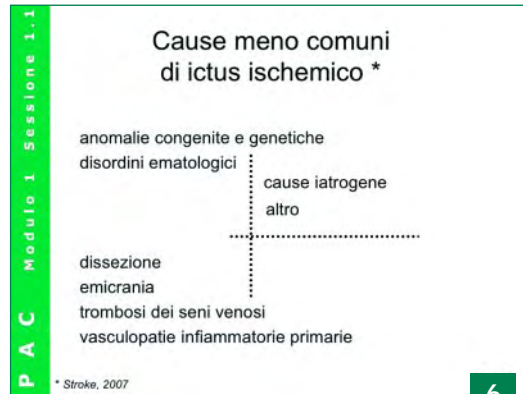 PAC Modulo 1 Sessione 1.1
Cause meno comuni
di ictus ischemico *
anomalie congenite e genetiche
disordini ematologici
cause iatrogene
altro
dissezione
emicrania
trombosi dei seni venosi
vasculopatie infiammatorie primarie
* Stroke, 2007
6